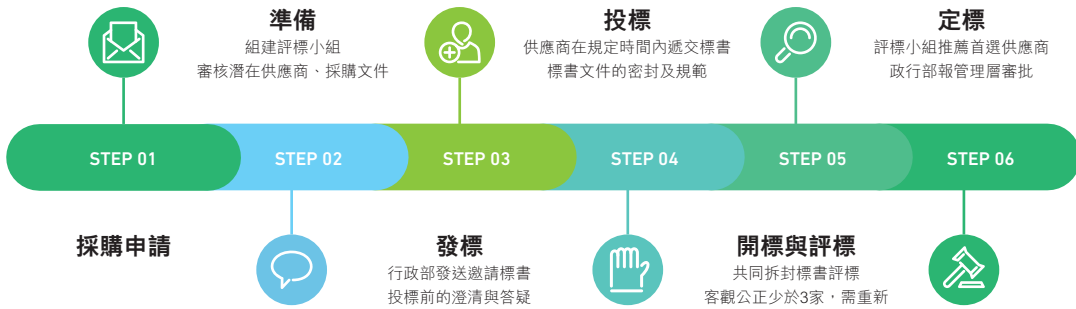 準備
組建評標小組
審核潛在供應商、採購文件
投標
供應商在規定時間內遞交標書
標書文件的密封及規範
定標
評標小組推薦首選供應商
政行部報管理層審批
STEP 01
STEP 02
STEP 03
STEP 04
STEP 05
STEP 06
採購申請
發標
行政部發送邀請標書
投標前的澄清與答疑
開標與評標
共同拆封標書評標
客觀公正少於3家，需重新